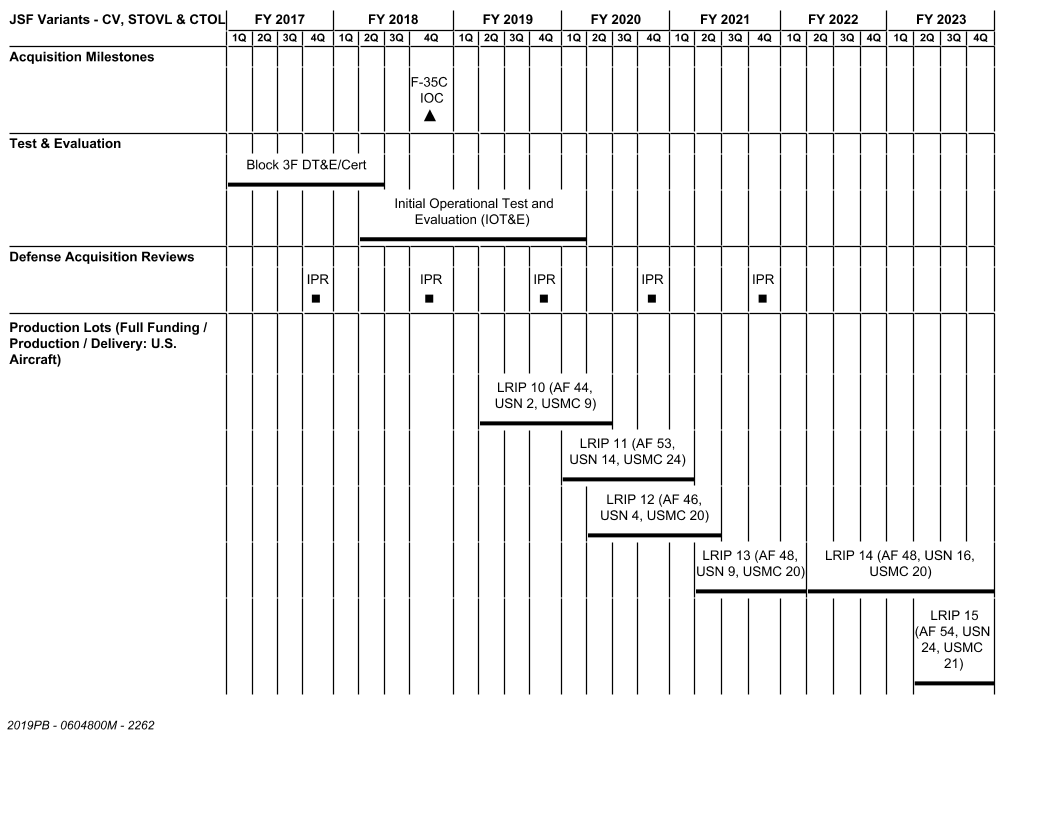 JSF Variants - CV, STOVL & CTOL FY 2017 FY 2018 FY 2019 FY 2020 FY 2021 FY 2022 FY 2023
1Q 2Q 3Q 4Q 1Q 2Q 3Q 4Q 1Q 2Q 3Q 4Q 1Q 2Q 3Q 4Q 1Q 2Q 3Q 4Q 1Q 2Q 3Q 4Q 1Q 2Q 3Q 4Q
Acquisition Milestones
F-35C
IOC
Test & Evaluation
Block 3F DT&E/Cert
Initial Operational Test and
Evaluation (IOT&E)
Defense Acquisition Reviews
IPR IPR IPR IPR IPR
Production Lots (Full Funding /
Production / Delivery: U.S.
Aircraft)
LRIP 10 (AF 44,
USN 2, USMC 9)
LRIP 11 (AF 53,
USN 14, USMC 24)
LRIP 12 (AF 46,
USN 4, USMC 20)
LRIP 13 (AF 48,
USN 9, USMC 20)
LRIP 14 (AF 48, USN 16,
USMC 20)
LRIP 15
(AF 54, USN
24, USMC
21)
2019PB - 0604800M - 2262